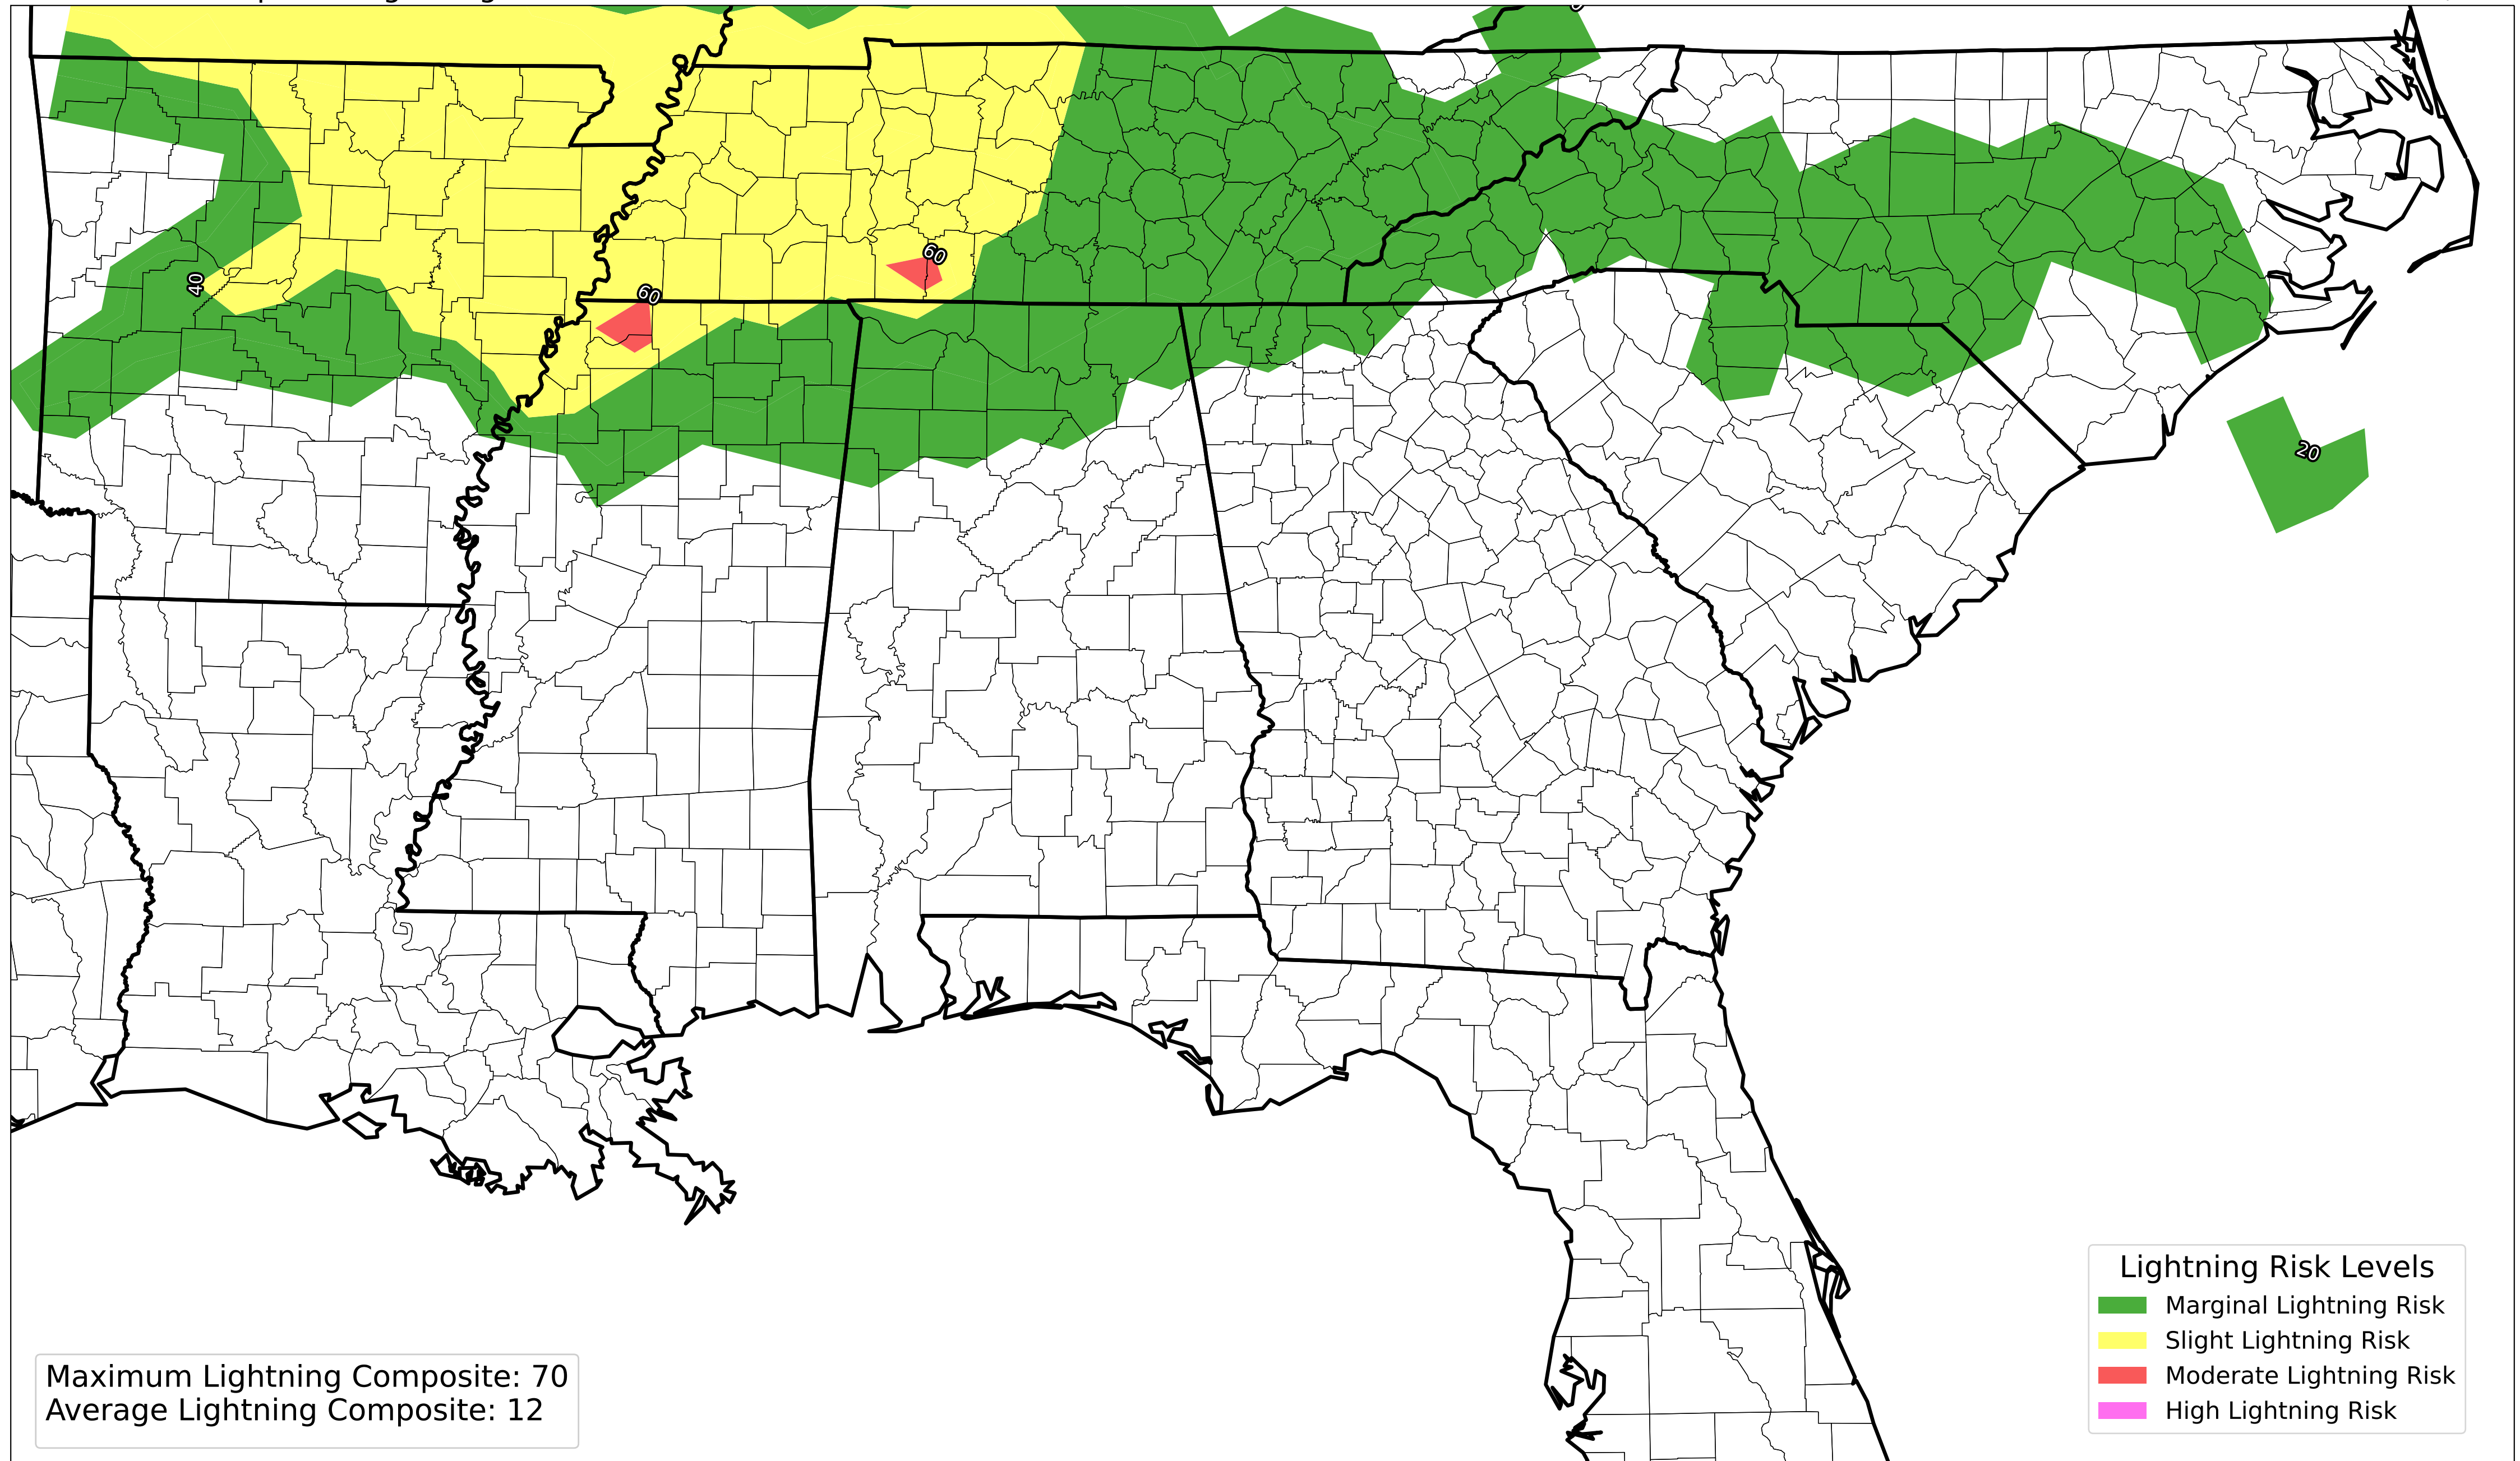 60
40
60
20
Lightning Risk Levels
Marginal Lightning Risk
Slight Lightning Risk
Moderate Lightning Risk
High Lightning Risk
Maximum Lightning Composite: 70
Average Lightning Composite: 12